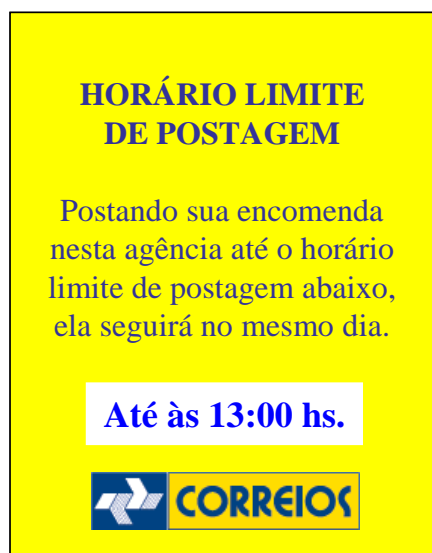 HORÁRIO LIMITE
DE POSTAGEM
Postando sua encomenda
nesta agência até o horário
limite de postagem abaixo,
ela seguirá no mesmo dia.
Até às 13:00 hs.
CORREIOS